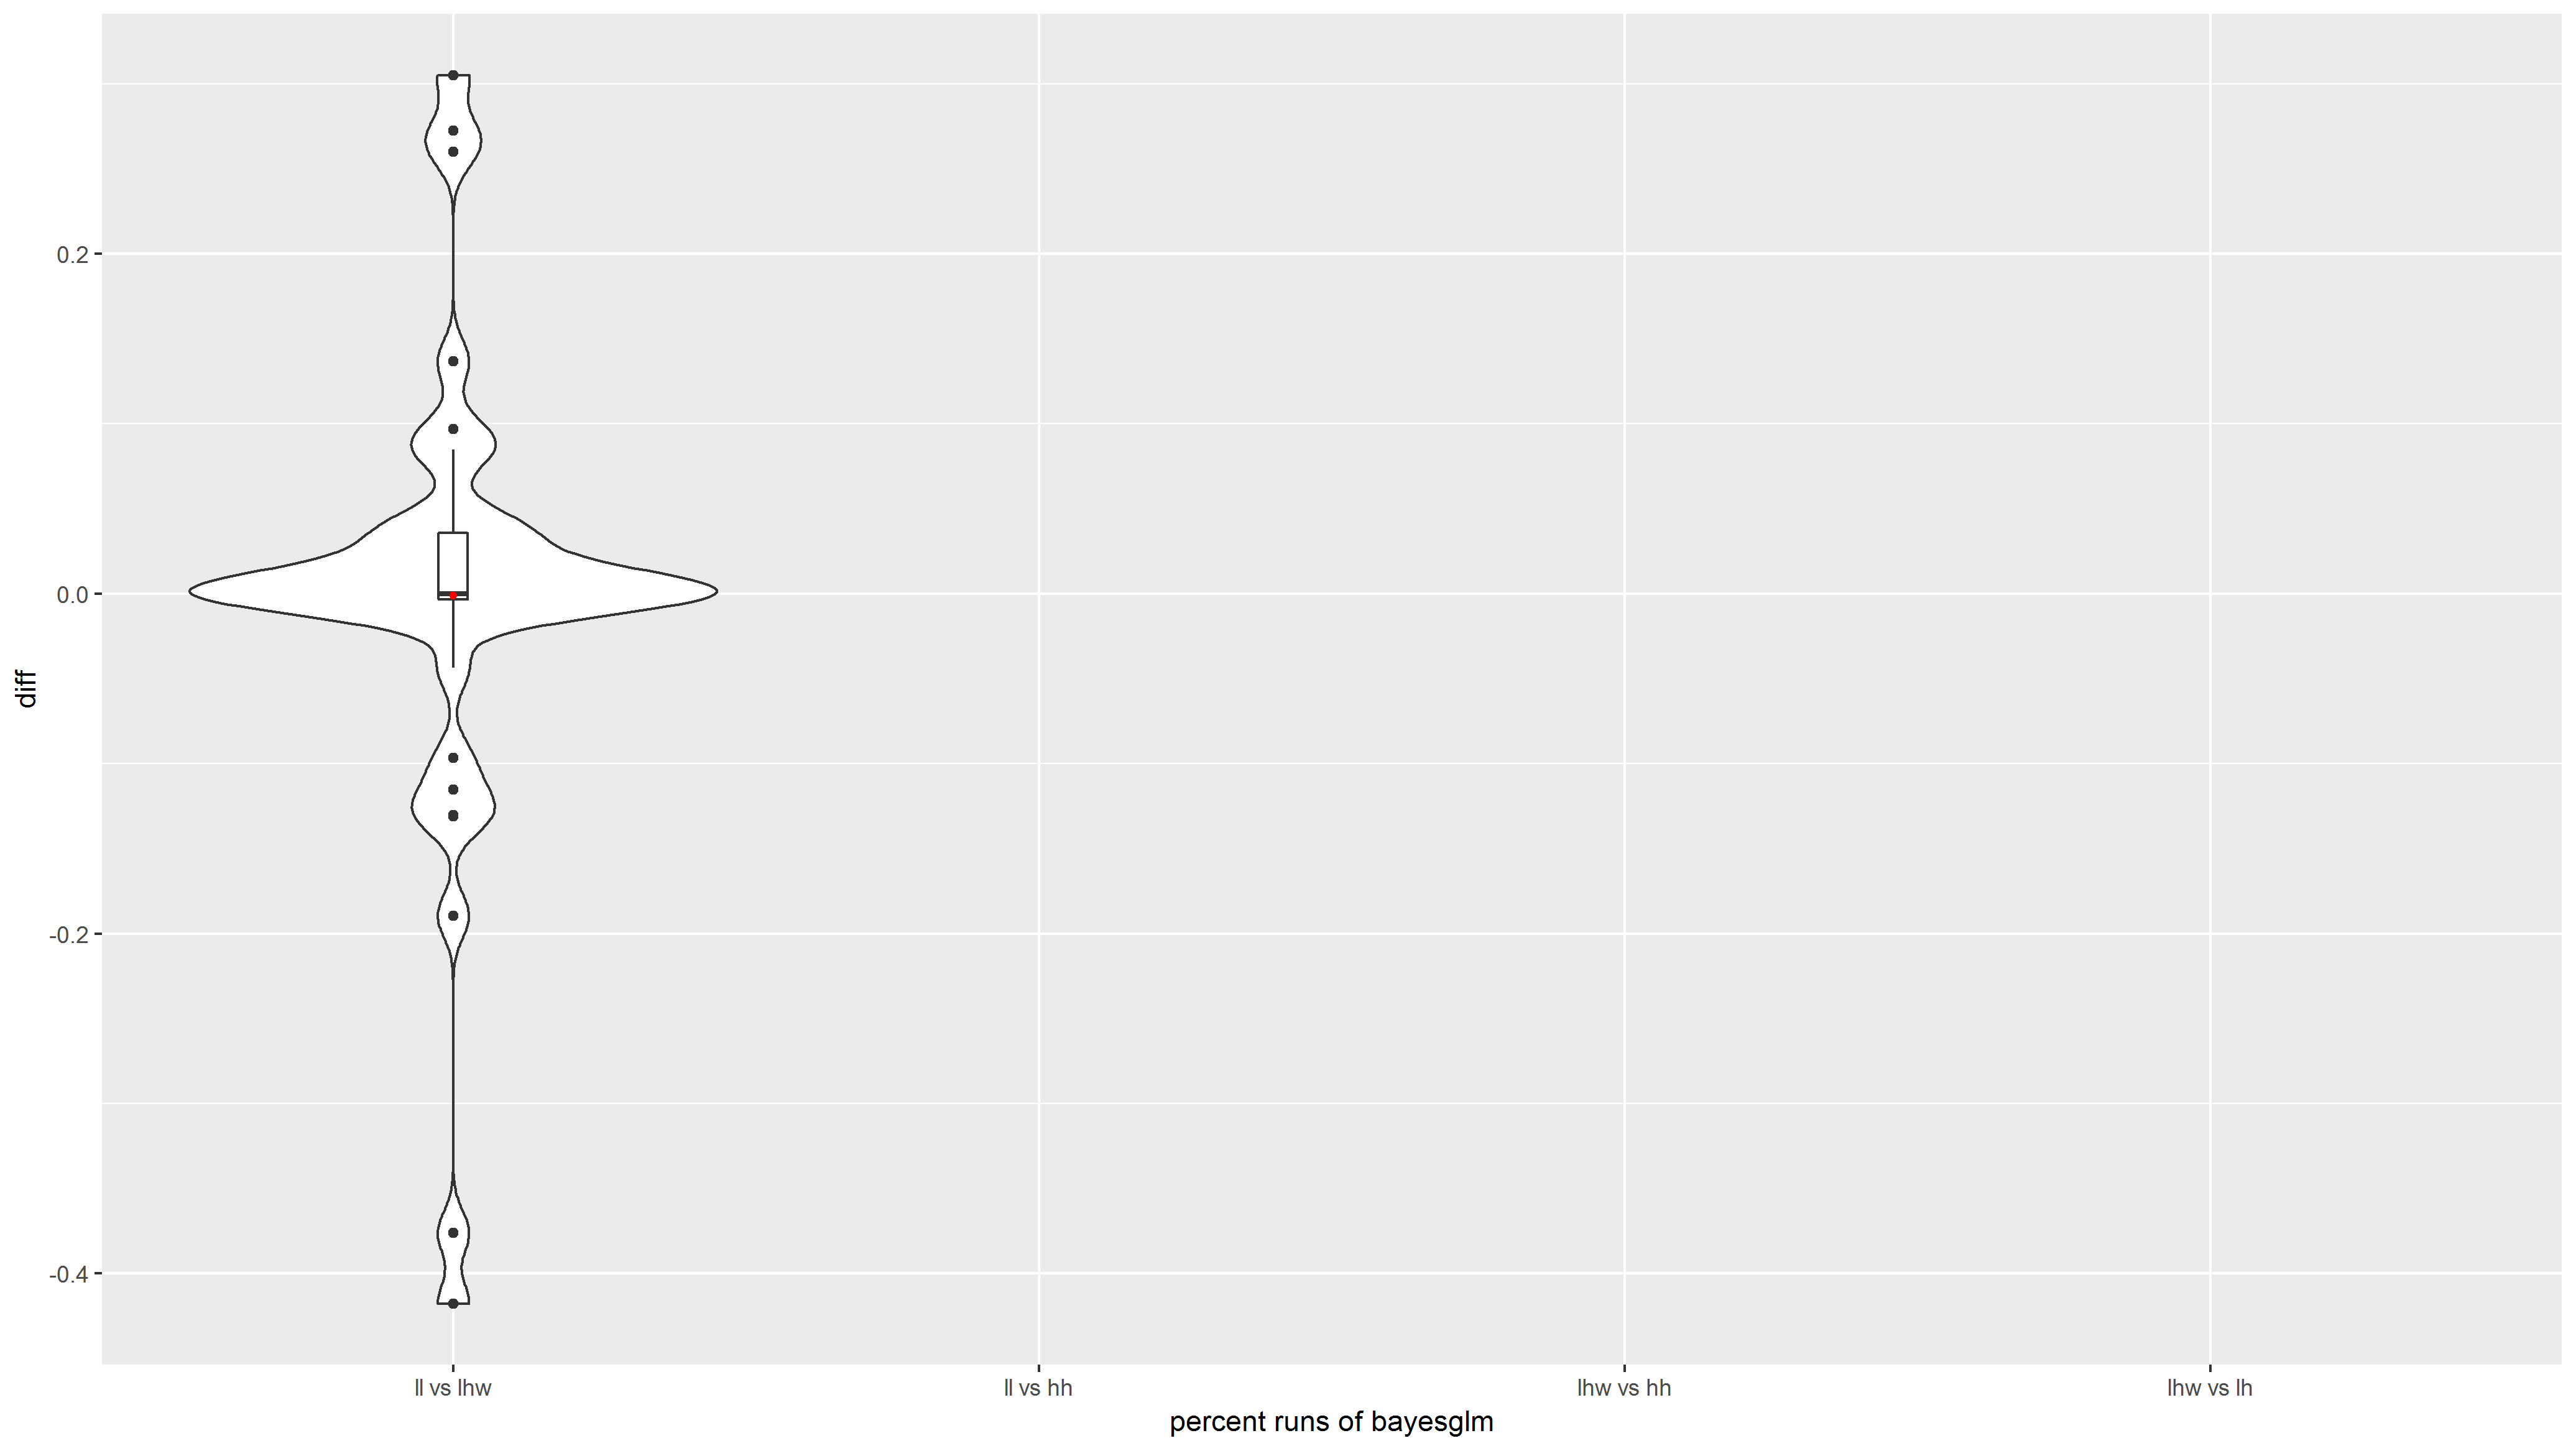 0.2
0.0
-0.2
-0.4
diff
ll vs lhw
ll vs hh
lhw vs hh
lhw vs lh
percent runs of bayesglm